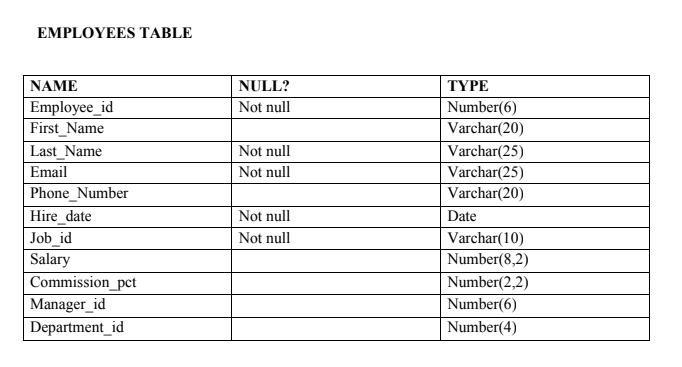 EMPLOYEES TABLE
NAME NULL? TYPE
Employee_id Not null Number(6)
First_Name Varchar(20)
Last_Name Not null Varchar(25)
Email Not null Varchar(25)
Phone_Number Varchar(20)
Hire_date Not null Date
Job_id Not null Varchar(10)
Salary Number(8,2)
Commission_pct Number(2,2)
Manager_id Number(6)
Department_id Number(4)